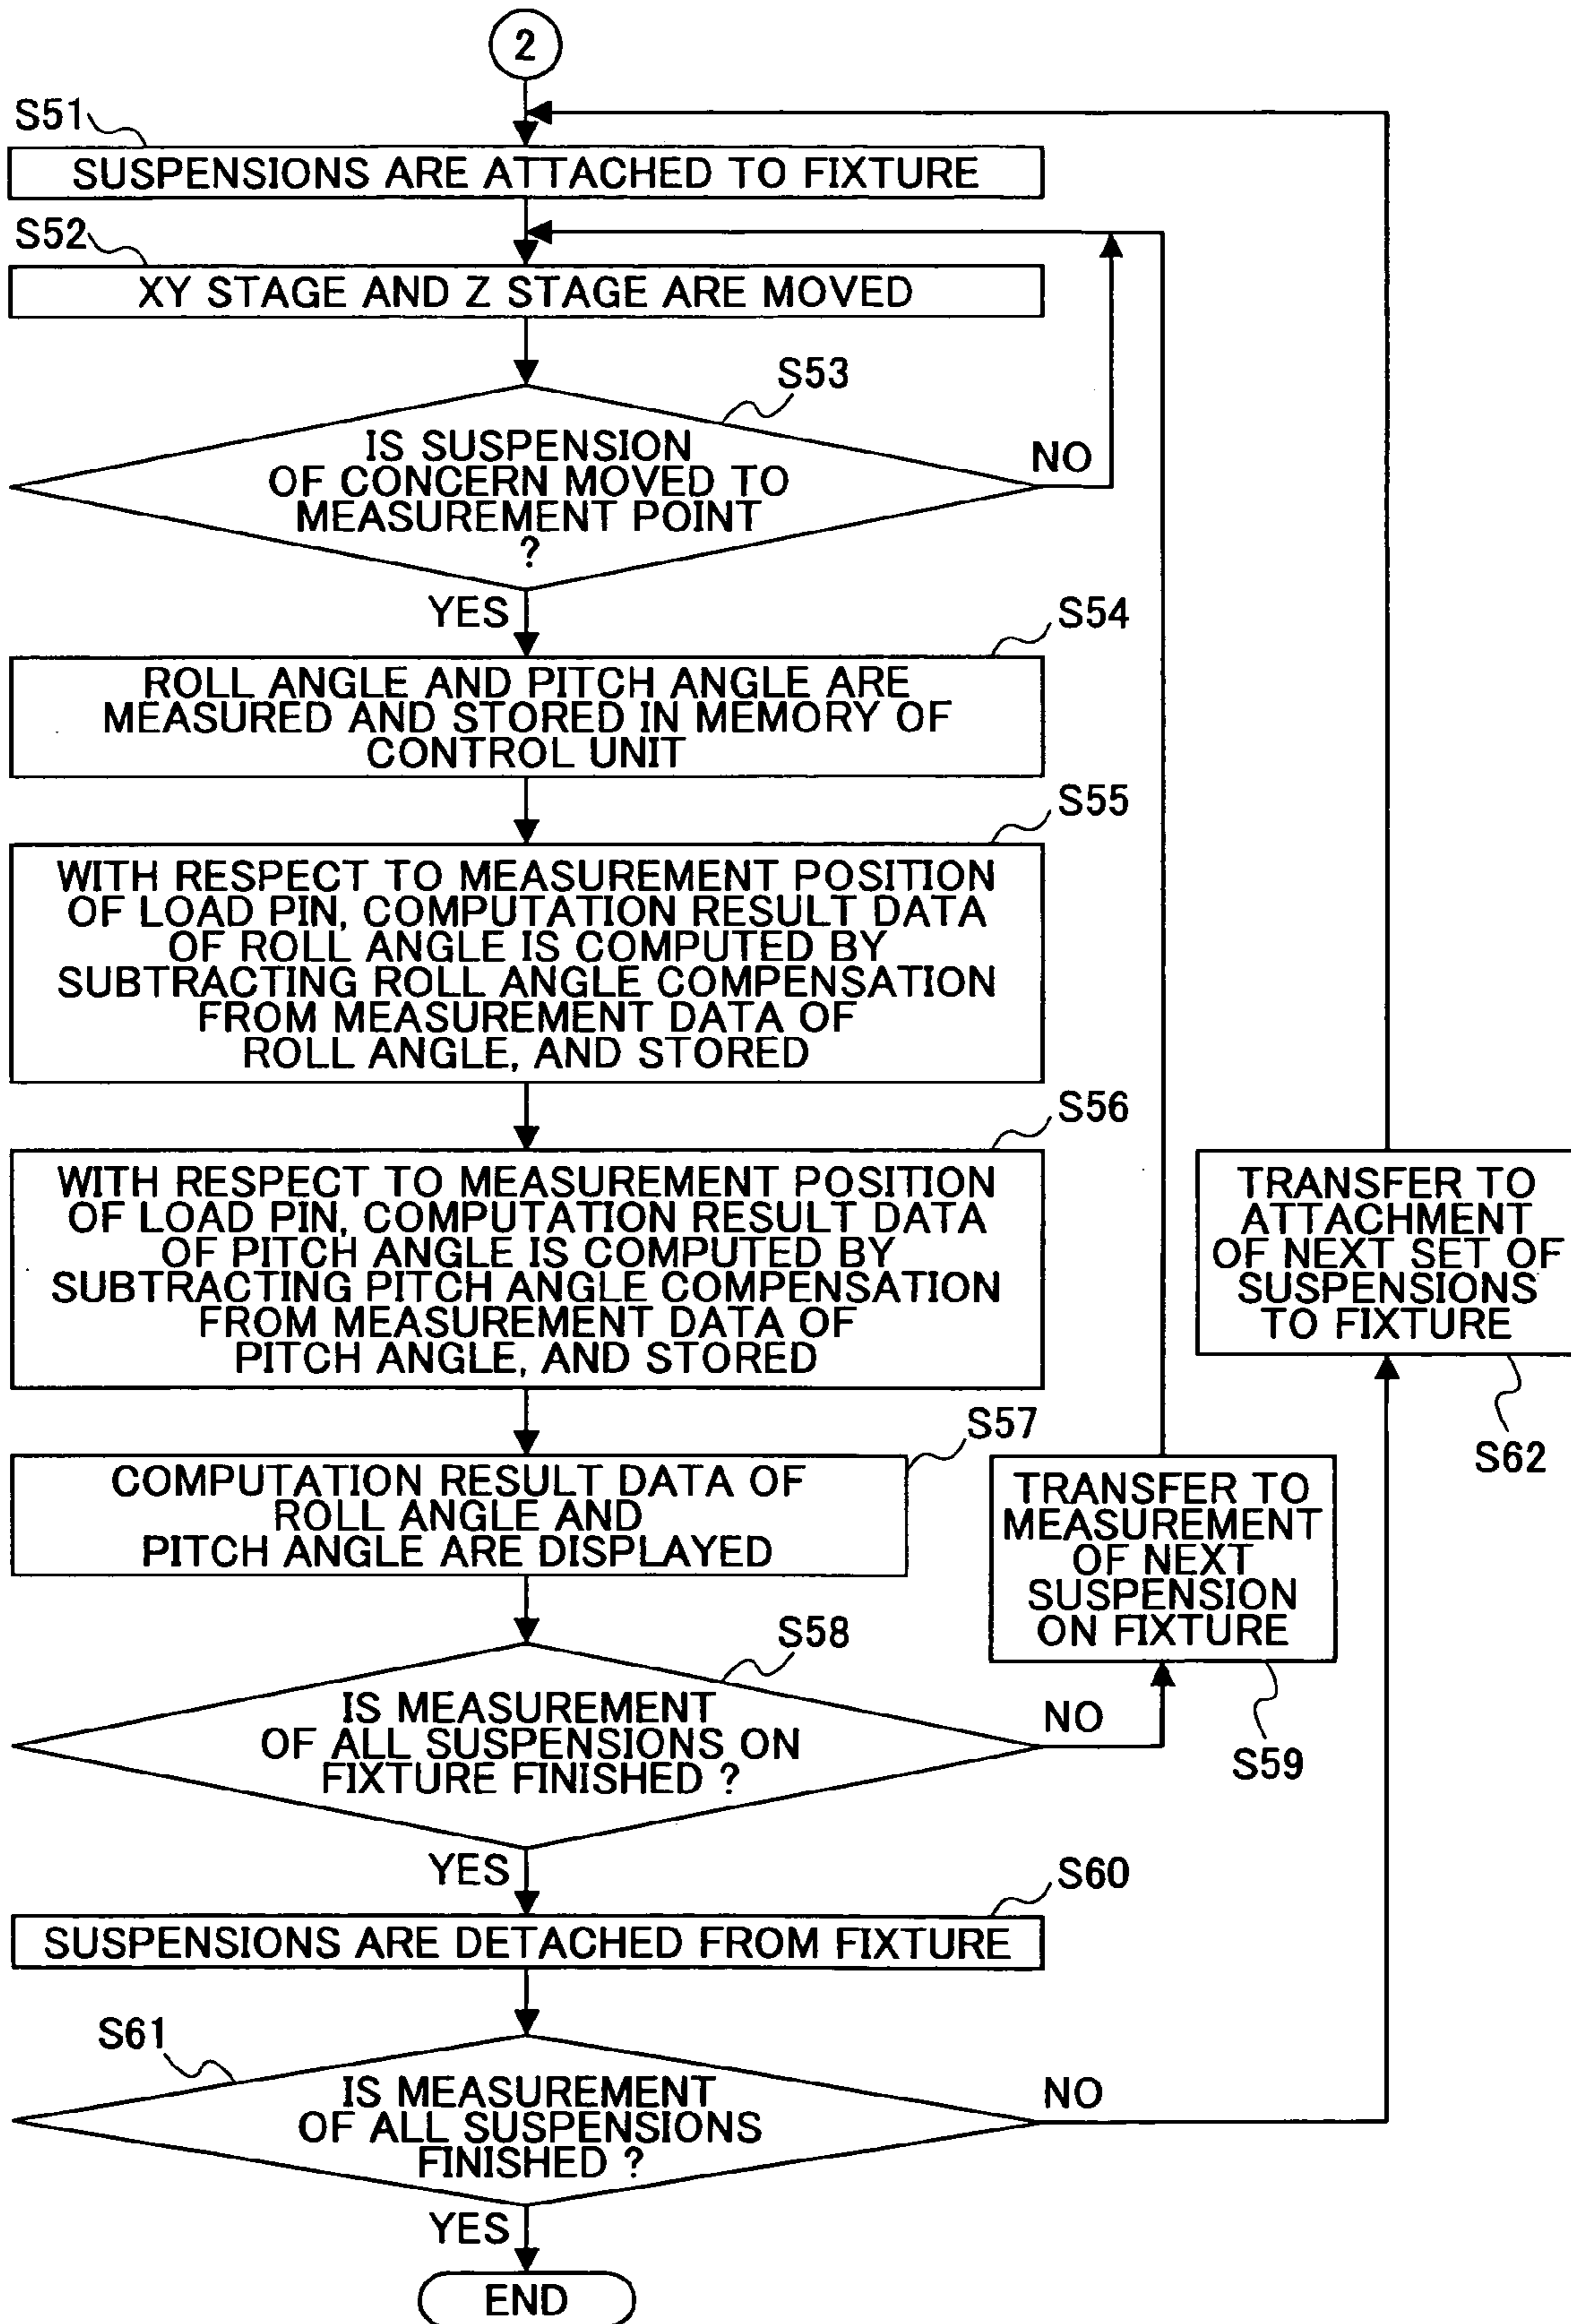 2
S51
SUSPENSIONS ARE ATTACHED TO FIXTURE
S52
XY STAGE AND Z STAGE ARE MOVED
S53
IS SUSPENSION
OF CONCERN MOVED TO
MEASUREMENT POINT
?
NO
YES
S54
ROLL ANGLE AND PITCH ANGLE ARE
MEASURED AND STORED IN MEMORY OF
CONTROL UNIT
S55
WITH RESPECT TO MEASUREMENT POSITION
OF LOAD PIN, COMPUTATION RESULT DATA
OF ROLL ANGLE IS COMPUTED BY
SUBTRACTING ROLL ANGLE COMPENSATION
FROM MEASUREMENT DATA OF
ROLL ANGLE, AND STORED
S56
WITH RESPECT TO MEASUREMENT POSITION
OF LOAD PIN, COMPUTATION RESULT DATA
OF PITCH ANGLE IS COMPUTED BY
SUBTRACTING PITCH ANGLE COMPENSATION
FROM MEASUREMENT DATA OF
PITCH ANGLE, AND STORED
S57
COMPUTATION RESULT DATA OF
ROLL ANGLE AND
PITCH ANGLE ARE DISPLAYED
S58
IS MEASUREMENT
OF ALL SUSPENSIONS ON
FIXTURE FINISHED ?
NO
YES
TRANSFER TO
MEASUREMENT
OF NEXT
SUSPENSION
ON FIXTURE
S59
S60
SUSPENSIONS ARE DETACHED FROM FIXTURE
S61
IS MEASUREMENT
OF ALL SUSPENSIONS
FINISHED ?
NO
YES
TRANSFER TO
ATTACHMENT
OF NEXT SET OF
SUSPENSIONS
TO FIXTURE
S62
END